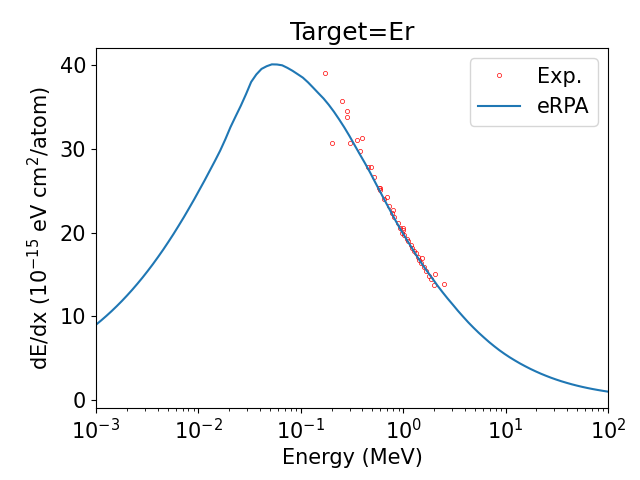 Target=Er
dE/dx (10⁻¹⁵ eV cm²/atom)
40
30
20
10
0
Exp.
eRPA
10⁻³ 10⁻² 10⁻¹ 10⁰ 10¹ 10²
Energy (MeV)